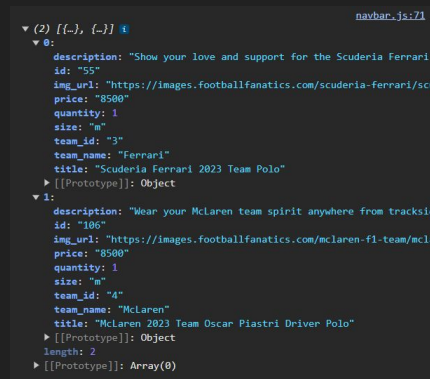 navbar.js:71
▼ (2) [{…}, {…}] i
▼ 0:
description: "Show your love and support for the Scuderia Ferrari
id: "55"
img_url: "https://images.footballfanatics.com/scuderia-ferrari/sc
price: "8500"
quantity: 1
size: "m"
team_id: "3"
team_name: "Ferrari"
title: "Scuderia Ferrari 2023 Team Polo"
▶ [[Prototype]]: Object
▼ 1:
description: "Wear your McLaren team spirit anywhere from tracksi
id: "106"
img_url: "https://images.footballfanatics.com/mclaren-f1-team/mcl
price: "8500"
quantity: 1
size: "m"
team_id: "4"
team_name: "McLaren"
title: "McLaren 2023 Team Oscar Piastri Driver Polo"
▶ [[Prototype]]: Object
length: 2
▶ [[Prototype]]: Array(0)